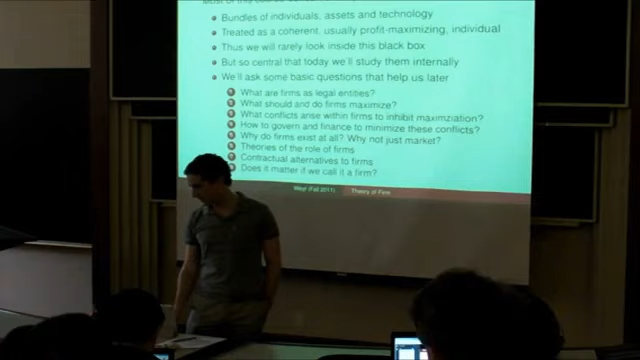 Most of this course
Bundles of individuals, assets and technology
Treated as a coherent, usually profit-maximizing, individual
Thus we will rarely look inside this black box
But so central that today we'll study them internally
We'll ask some basic questions that help us later
What are firms as legal entities?
What should and do firms maximize?
What conflicts arise within firms to inhibit maximziation?
How to govern and finance to minimize these conflicts?
Why do firms exist at all? Why not just market?
Theories of the role of firms
Contractual alternatives to firms
Does it matter if we call it a firm?
Weyl (Fall 2011) Theory of Firm